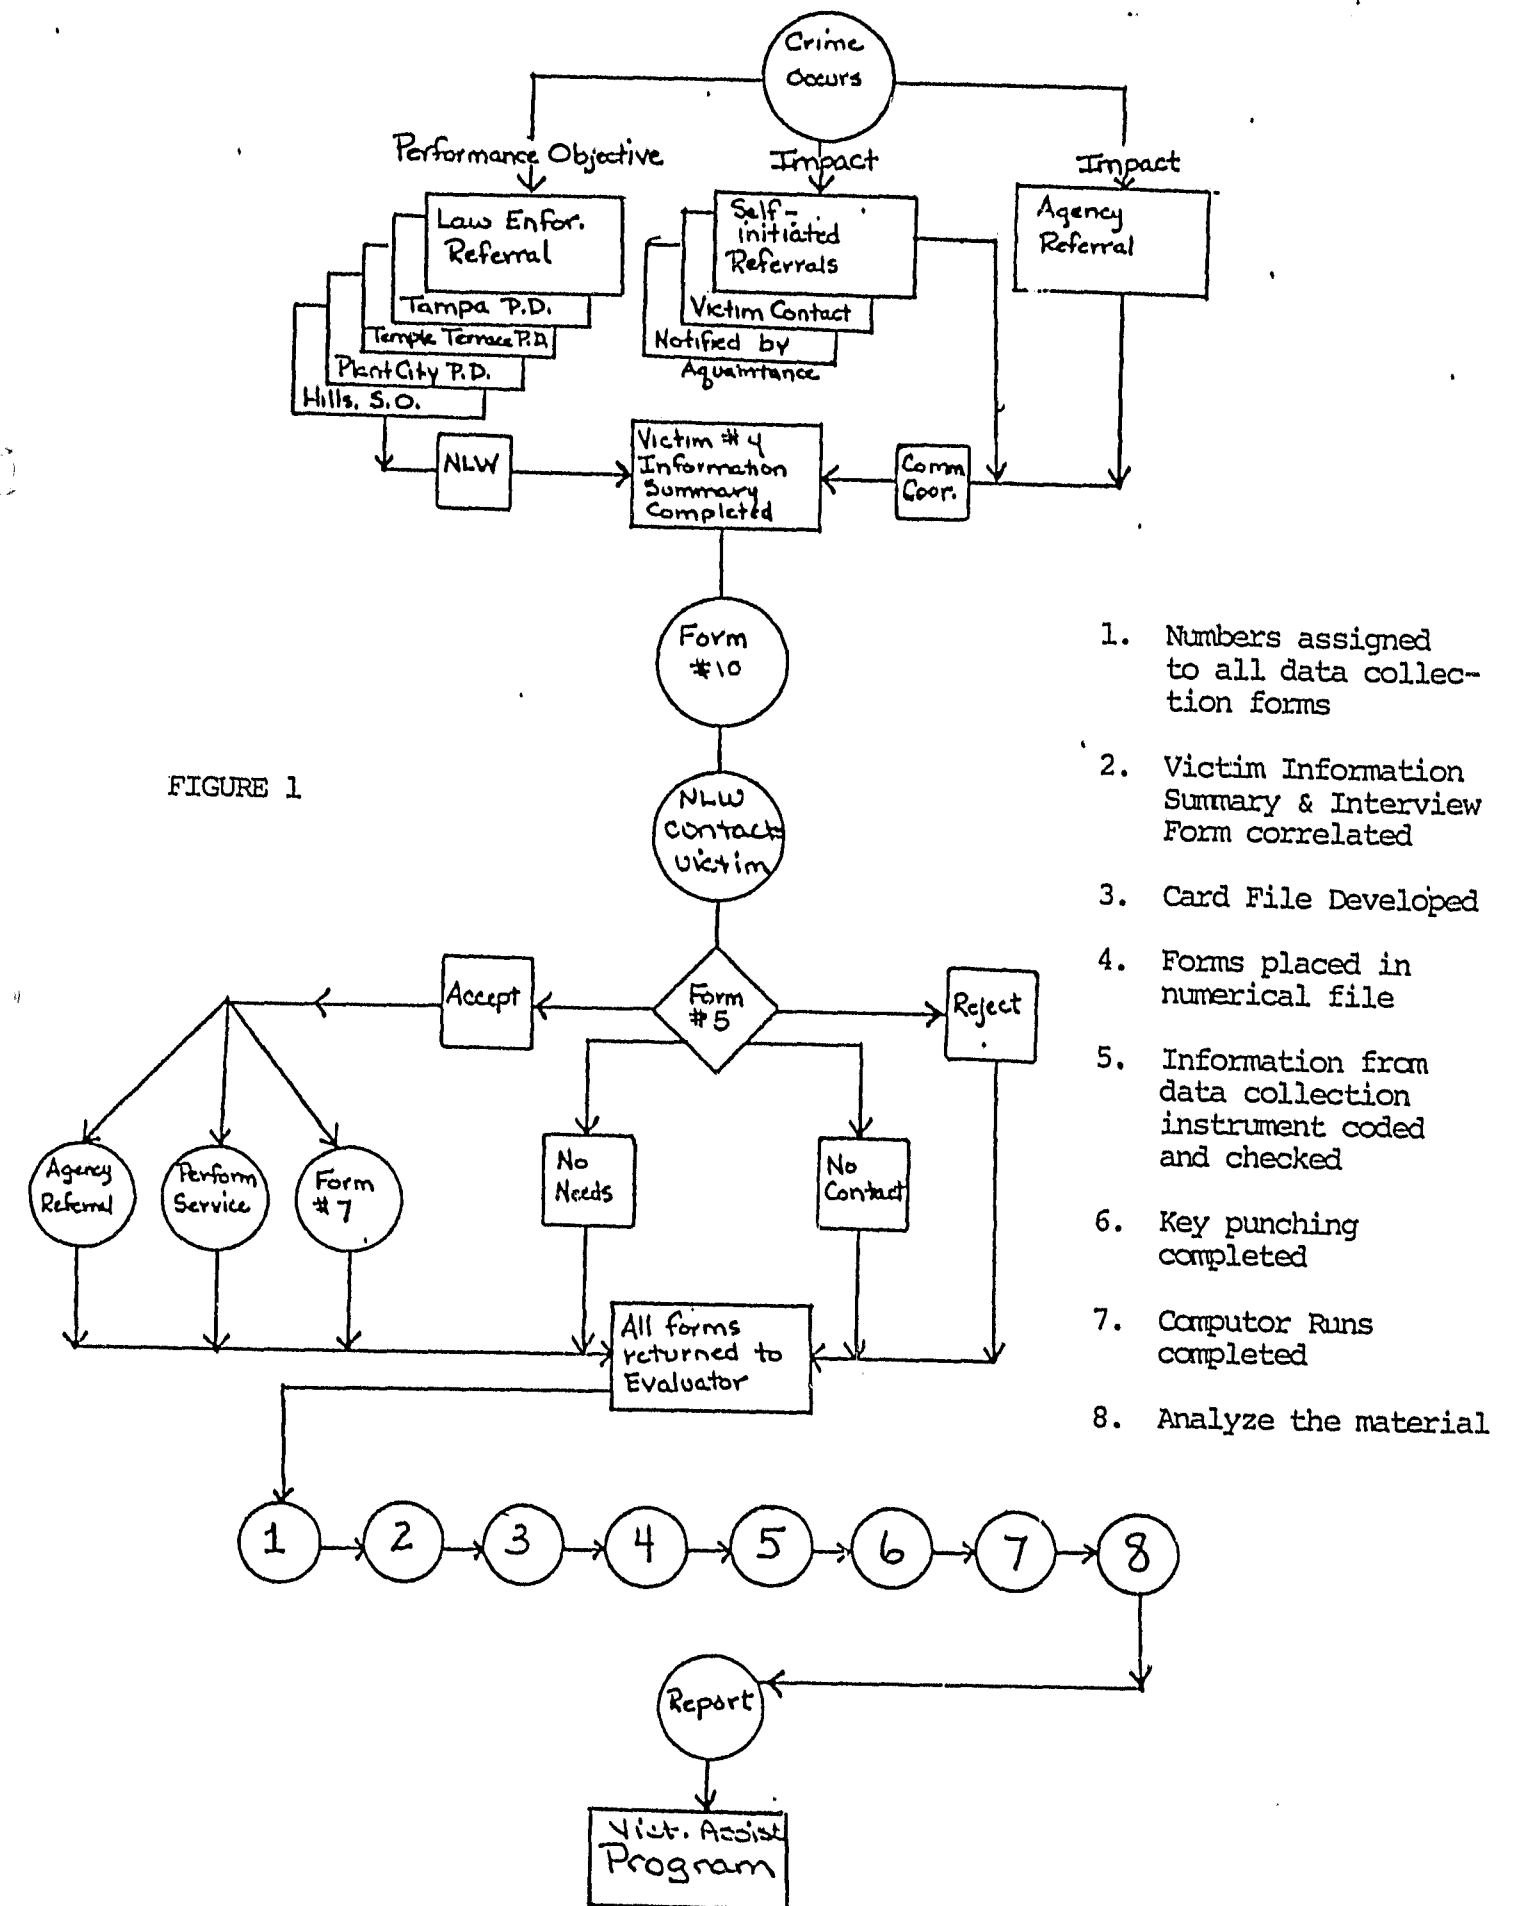 Crime
Occurs
Performance Objective
Impact
Impact
Law Enfor.
Referral
Tampa P.D.
Temple Terrace P.D.
Plant City P.D.
Hills. S.O.
Self-
initiated
Referrals
Victim Contact
Notified by
Aquaintance
Agency
Referral
NLW
Victim #4
Information
Summary
Completed
Comm
Coor.
Form
#10
NLW
contact
victim
FIGURE 1
Form
#5
Accept
Reject
Agency
Referral
Perform
Service
Form
#7
No
Needs
No
Contact
All forms
returned to
Evaluator
1. Numbers assigned
to all data collec-
tion forms
2. Victim Information
Summary & Interview
Form correlated
3. Card File Developed
4. Forms placed in
numerical file
5. Information from
data collection
instrument coded
and checked
6. Key punching
completed
7. Computor Runs
completed
8. Analyze the material
1 2 3 4 5 6 7 8
Report
Vict. Assist
Program